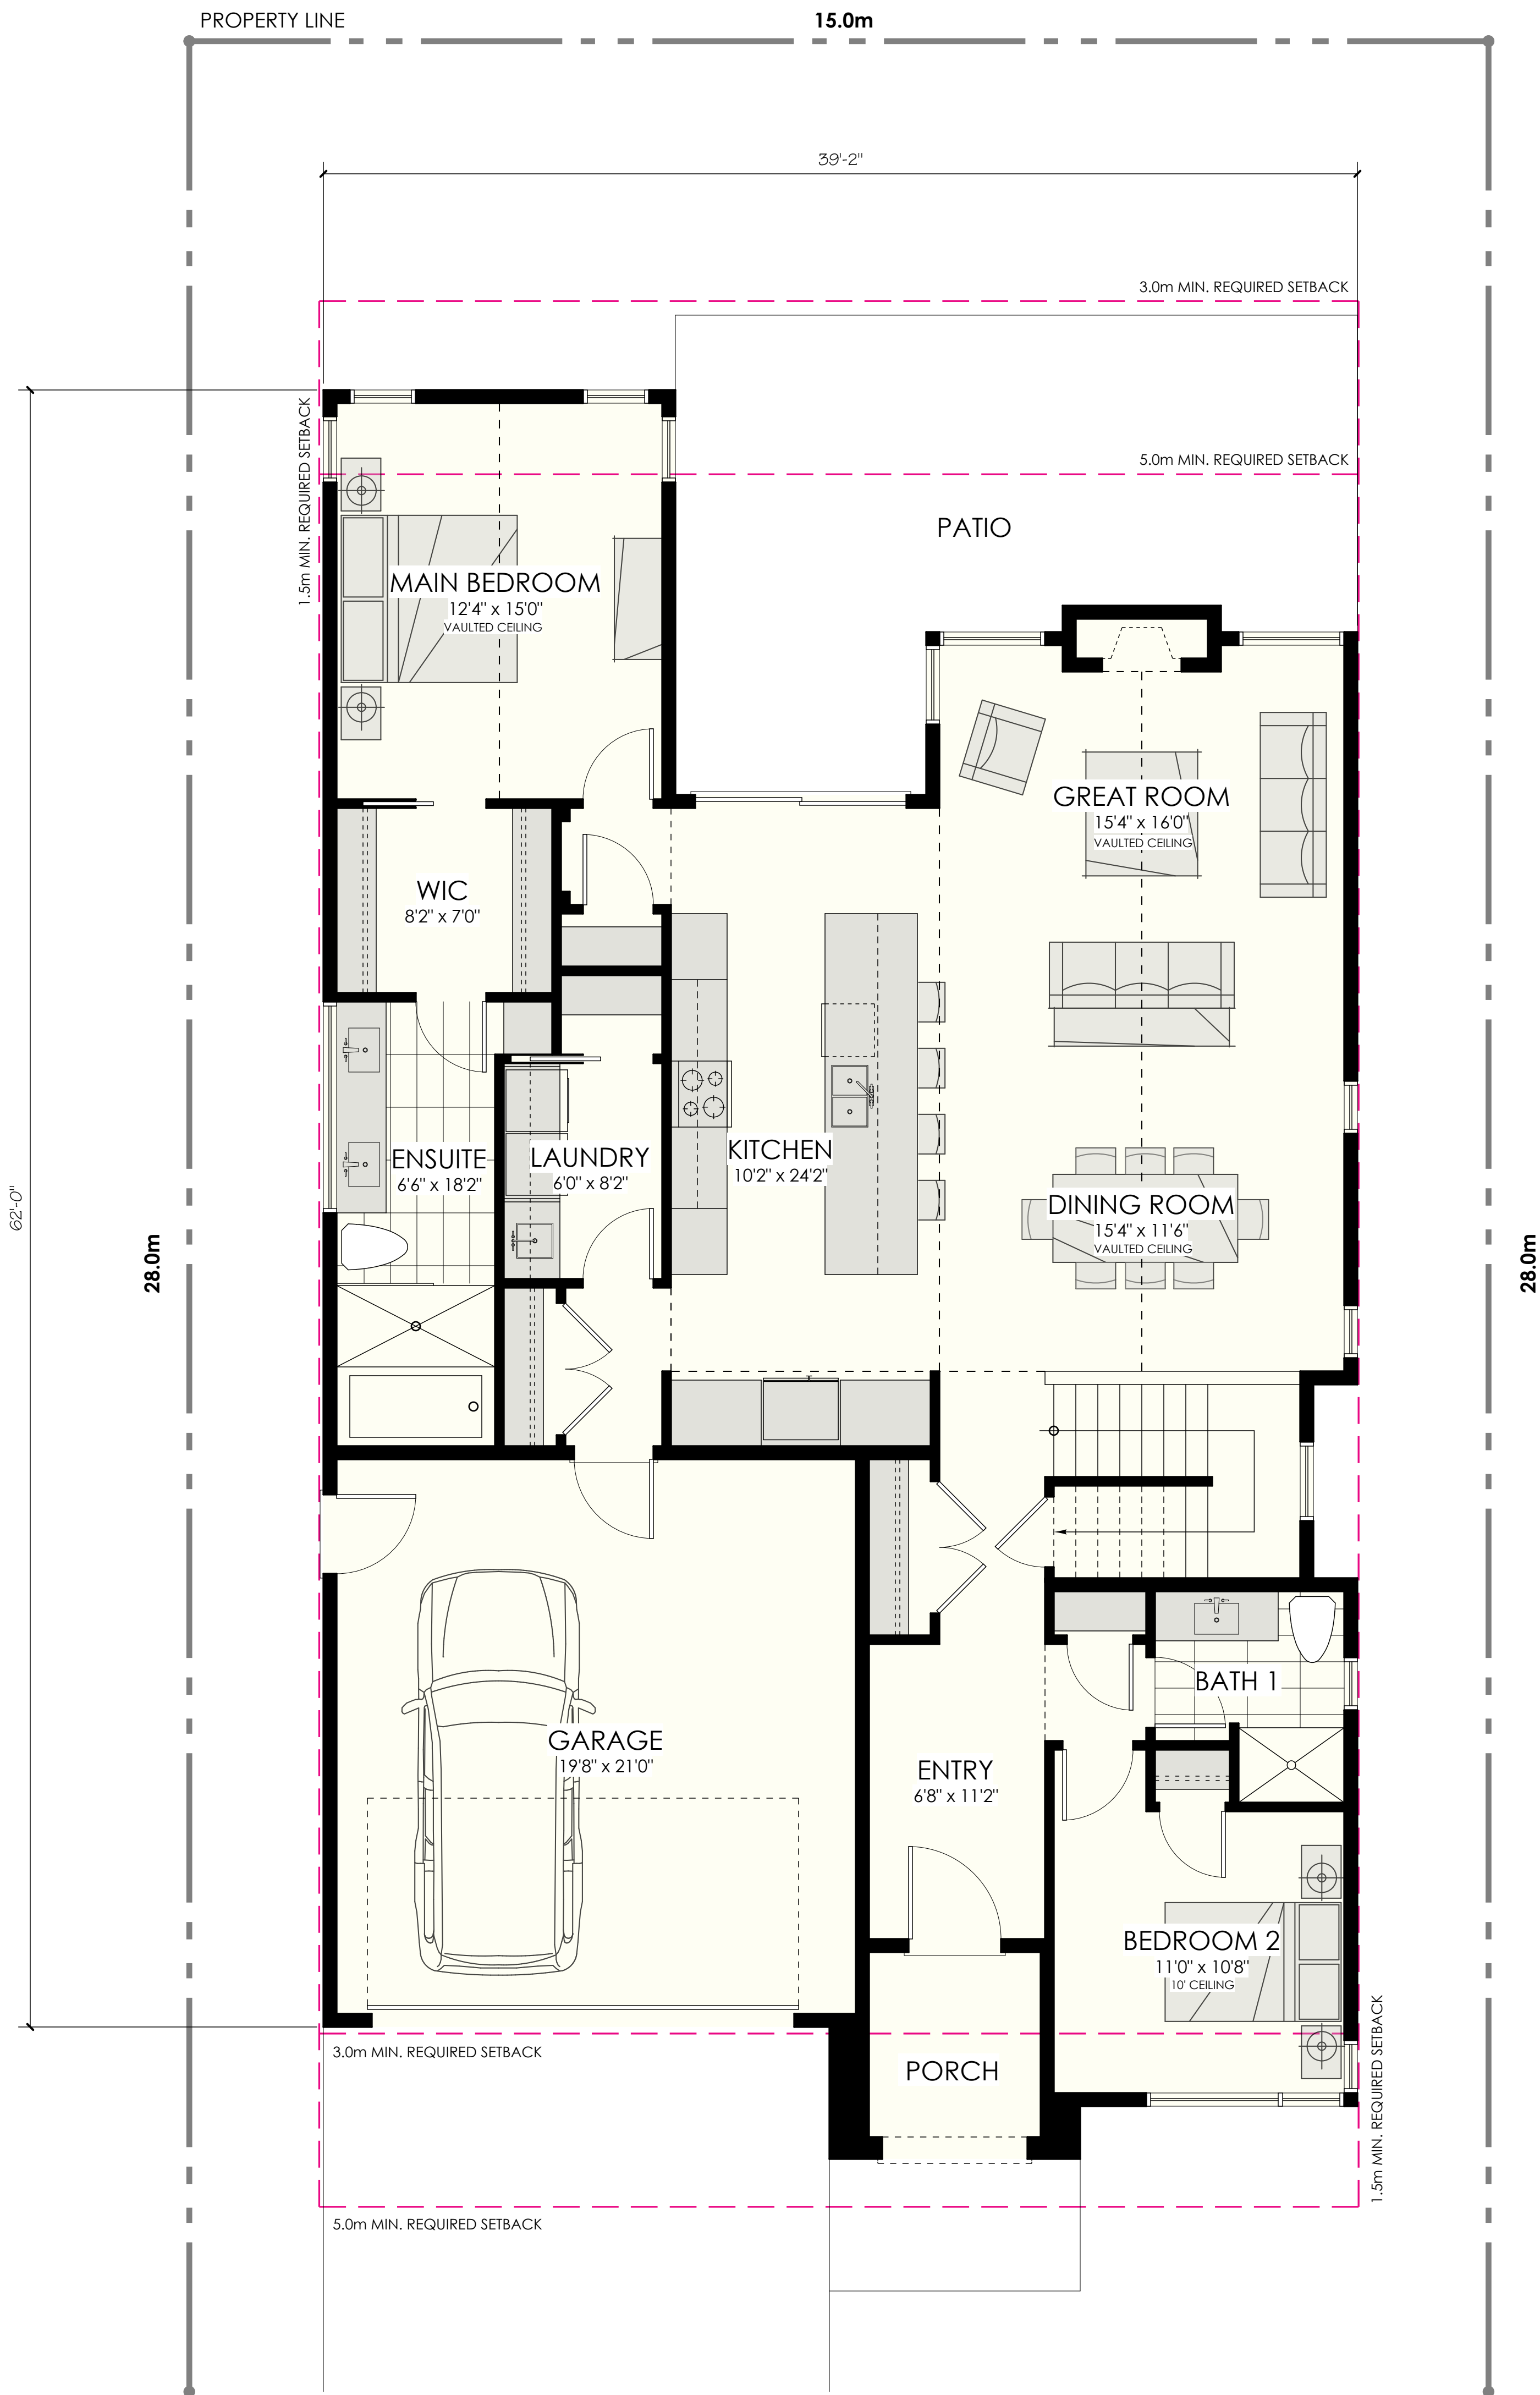 PROPERTY LINE
15.0m
39'-2"
3.0m MIN. REQUIRED SETBACK
1.5m MIN. REQUIRED SETBACK
5.0m MIN. REQUIRED SETBACK
PATIO
MAIN BEDROOM
12'4" x 15'0"
VAULTED CEILING
GREAT ROOM
15'4" x 16'0"
VAULTED CEILING
WIC
8'2" x 7'0"
ENSUITE
6'6" x 18'2"
LAUNDRY
6'0" x 8'2"
KITCHEN
10'2" x 24'2"
DINING ROOM
15'4" x 11'6"
VAULTED CEILING
62'-0"
28.0m
28.0m
BATH 1
GARAGE
19'8" x 21'0"
ENTRY
6'8" x 11'2"
BEDROOM 2
11'0" x 10'8"
10' CEILING
3.0m MIN. REQUIRED SETBACK
PORCH
1.5m MIN. REQUIRED SETBACK
5.0m MIN. REQUIRED SETBACK